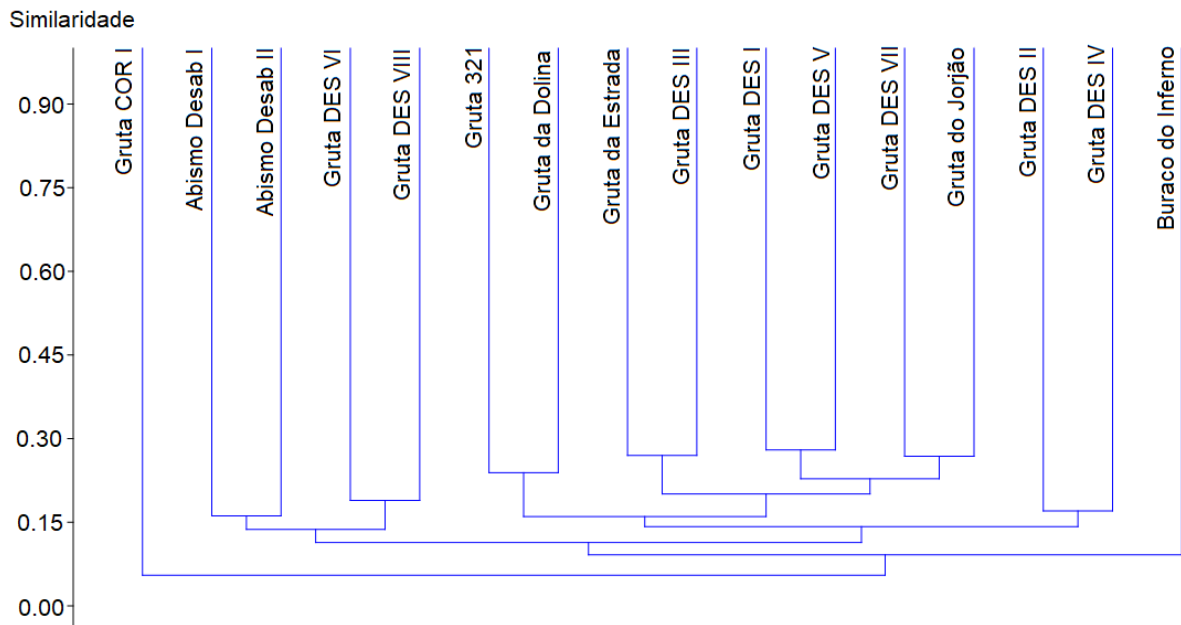 Similaridade
Gruta COR I
Abismo Desab I
Abismo Desab II
Gruta DES VI
Gruta DES VIII
Gruta 321
Gruta da Dolina
Gruta da Estrada
Gruta DES III
Gruta DES I
Gruta DES V
Gruta DES VII
Gruta do Jorjão
Gruta DES II
Gruta DES IV
Buraco do Inferno
0.90
0.75
0.60
0.45
0.30
0.15
0.00